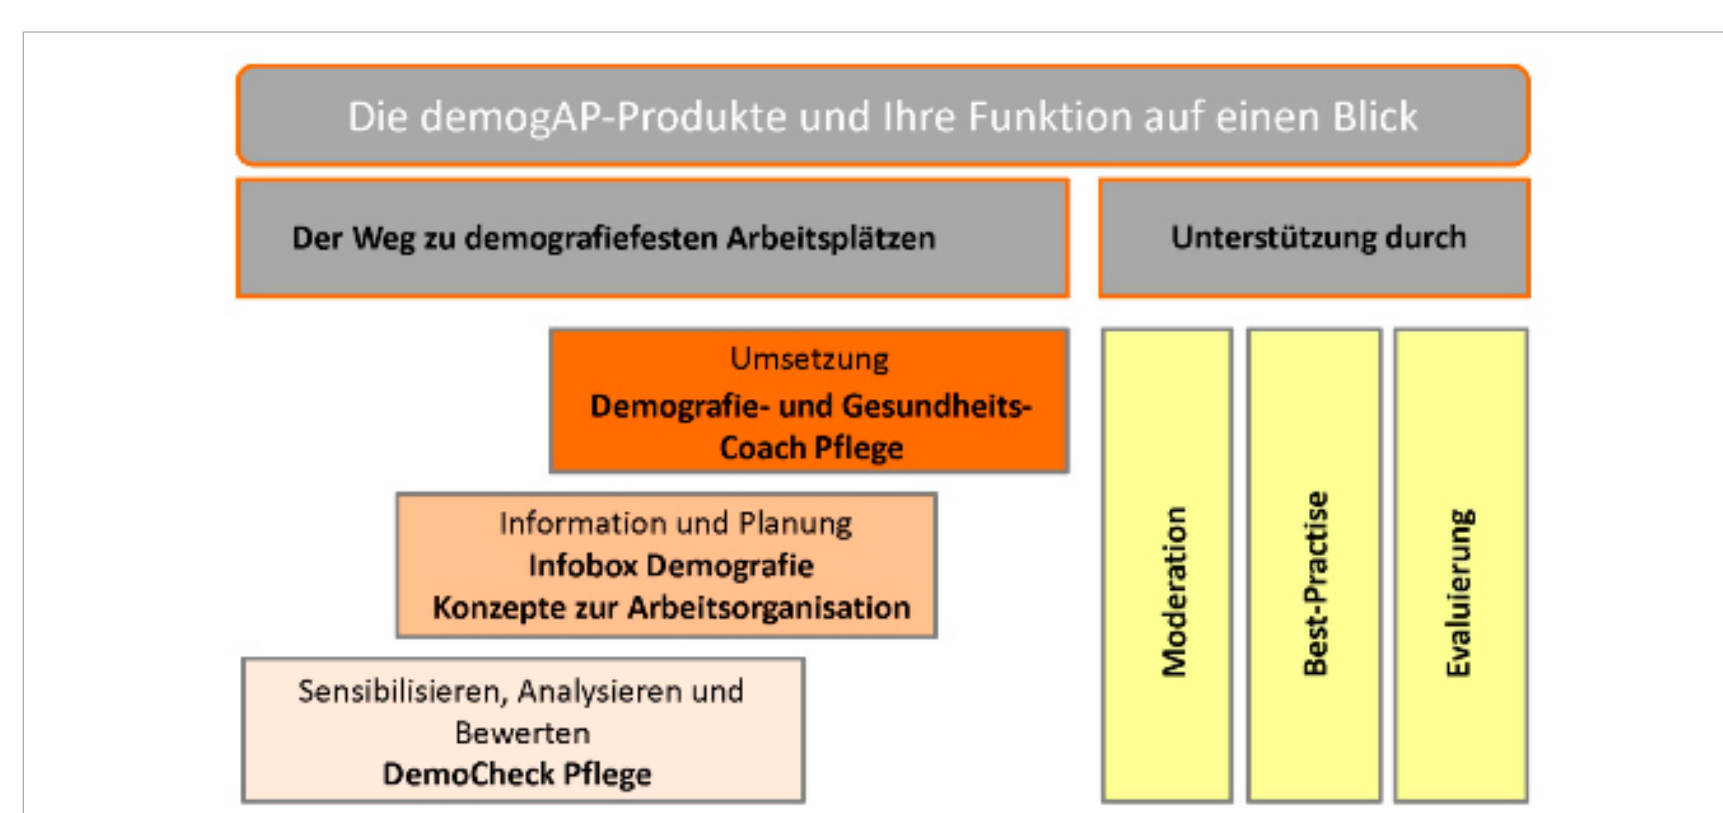 Die demogAP-Produkte und Ihre Funktion auf einen Blick
Der Weg zu demografiefesten Arbeitsplätzen
Unterstützung durch
Umsetzung
Demografie- und Gesundheits-
Coach Pflege
Information und Planung
Infobox Demografie
Konzepte zur Arbeitsorganisation
Sensibilisieren, Analysieren und
Bewerten
DemoCheck Pflege
Moderation
Best-Practise
Evaluierung